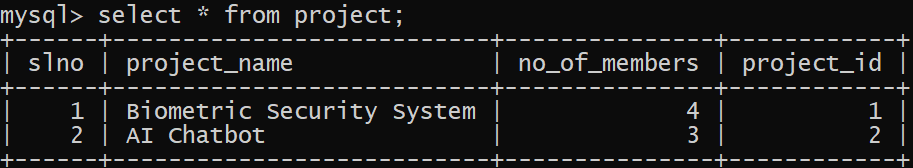 mysql> select * from project;
+------+---------------------------+---------------+------------+
| slno | project_name              | no_of_members | project_id |
+------+---------------------------+---------------+------------+
|    1 | Biometric Security System |             4 |          1 |
|    2 | AI Chatbot                |             3 |          2 |
+------+---------------------------+---------------+------------+